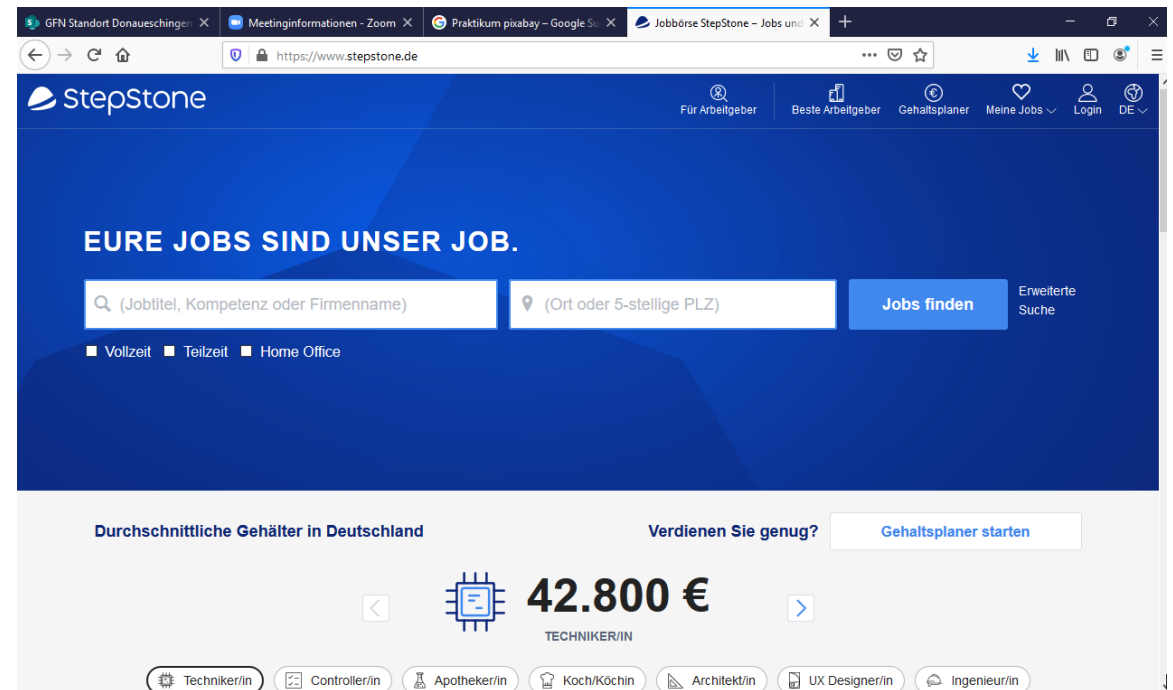 GFN Standort Donaueschingen
Meetinginformationen - Zoom
Praktikum pixabay – Google Su
Jobbörse StepStone – Jobs und
https://www.stepstone.de
StepStone
Für Arbeitgeber
Beste Arbeitgeber
Gehaltsplaner
Meine Jobs
Login
DE
EURE JOBS SIND UNSER JOB.
(Jobtitel, Kompetenz oder Firmenname)
(Ort oder 5-stellige PLZ)
Jobs finden
Erweiterte
Suche
Vollzeit
Teilzeit
Home Office
Durchschnittliche Gehälter in Deutschland
Verdienen Sie genug?
Gehaltsplaner starten
42.800 €
TECHNIKER/IN
Techniker/in
Controller/in
Apotheker/in
Koch/Köchin
Architekt/in
UX Designer/in
Ingenieur/in